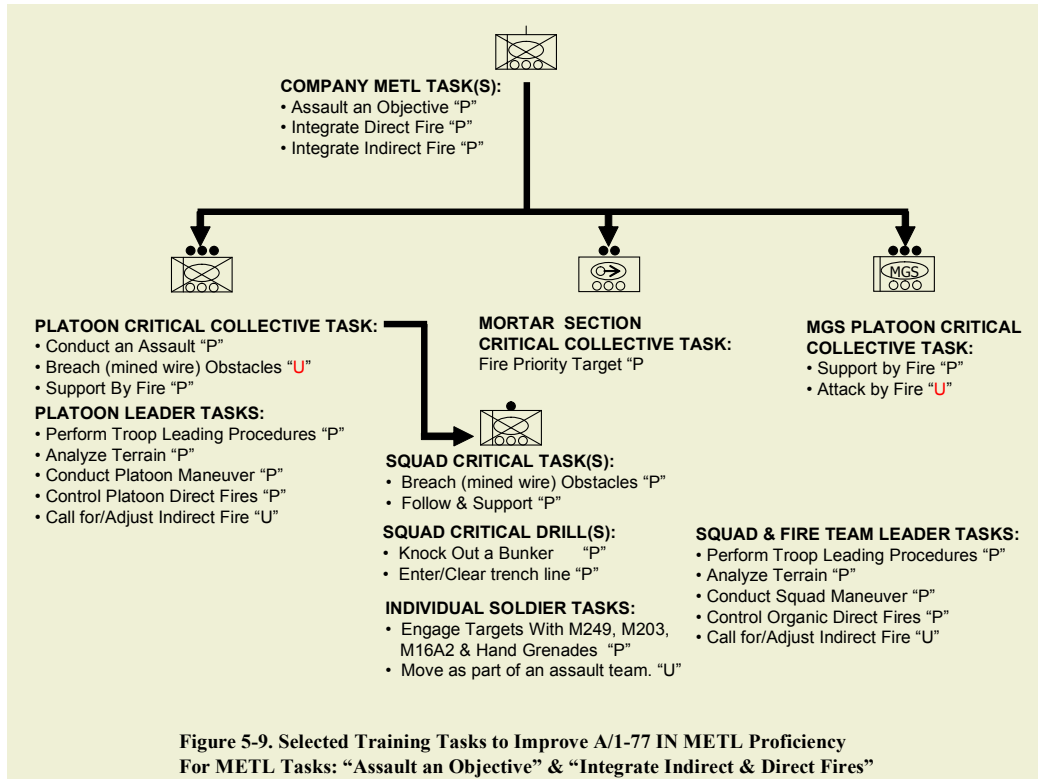 COMPANY METL TASK(S):
• Assault an Objective “P”
• Integrate Direct Fire “P”
• Integrate Indirect Fire “P”
MGS
PLATOON CRITICAL COLLECTIVE TASK:
• Conduct an Assault “P”
• Breach (mined wire) Obstacles “U”
• Support By Fire “P”
PLATOON LEADER TASKS:
• Perform Troop Leading Procedures “P”
• Analyze Terrain “P”
• Conduct Platoon Maneuver “P”
• Control Platoon Direct Fires “P”
• Call for/Adjust Indirect Fire “U”
MORTAR SECTION
CRITICAL COLLECTIVE TASK:
Fire Priority Target “P
MGS PLATOON CRITICAL
COLLECTIVE TASK:
• Support by Fire “P”
• Attack by Fire “U”
SQUAD CRITICAL TASK(S):
• Breach (mined wire) Obstacles “P”
• Follow & Support “P”
SQUAD CRITICAL DRILL(S):
• Knock Out a Bunker “P”
• Enter/Clear trench line “P”
INDIVIDUAL SOLDIER TASKS:
• Engage Targets With M249, M203,
M16A2 & Hand Grenades “P”
• Move as part of an assault team. “U”
SQUAD & FIRE TEAM LEADER TASKS:
• Perform Troop Leading Procedures “P”
• Analyze Terrain “P”
• Conduct Squad Maneuver “P”
• Control Organic Direct Fires “P”
• Call for/Adjust Indirect Fire “U”
Figure 5-9. Selected Training Tasks to Improve A/1-77 IN METL Proficiency
For METL Tasks: “Assault an Objective” & “Integrate Indirect & Direct Fires”